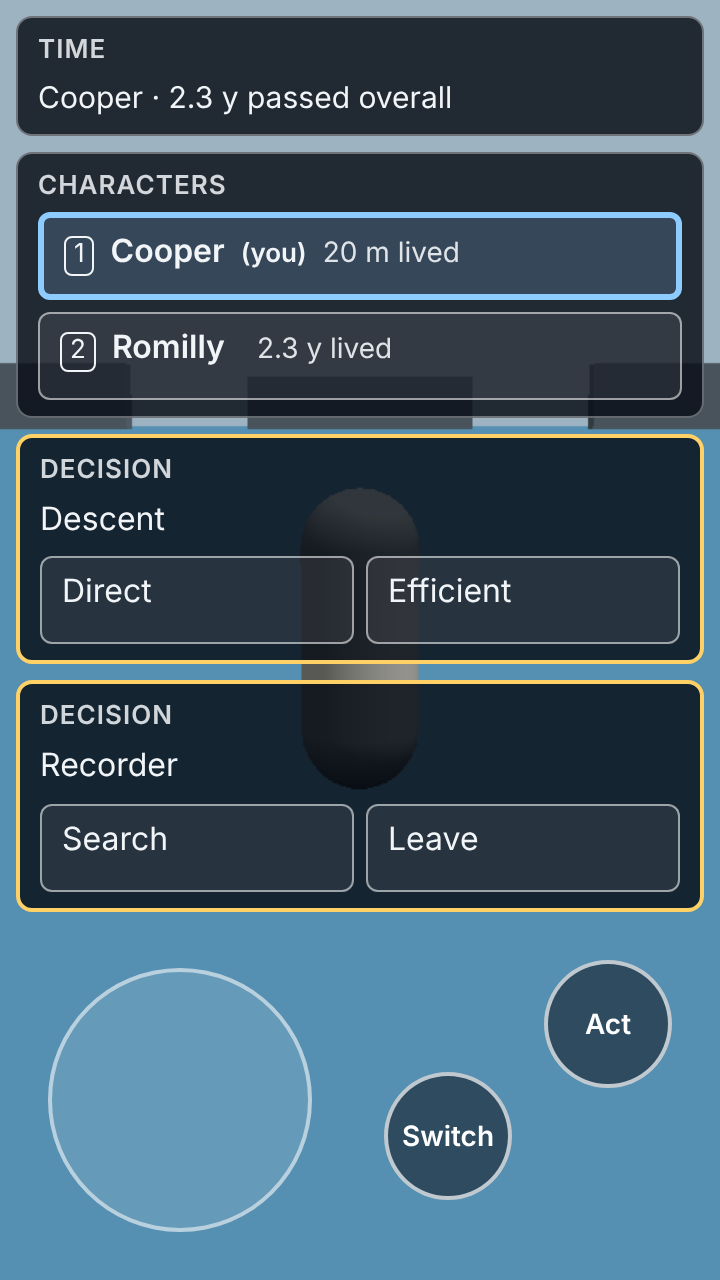 TIME
Cooper · 2.3 y passed overall
CHARACTERS
1 Cooper (you) 20 m lived
2 Romilly 2.3 y lived
DECISION
Descent
Direct Efficient
DECISION
Recorder
Search Leave
Act
Switch